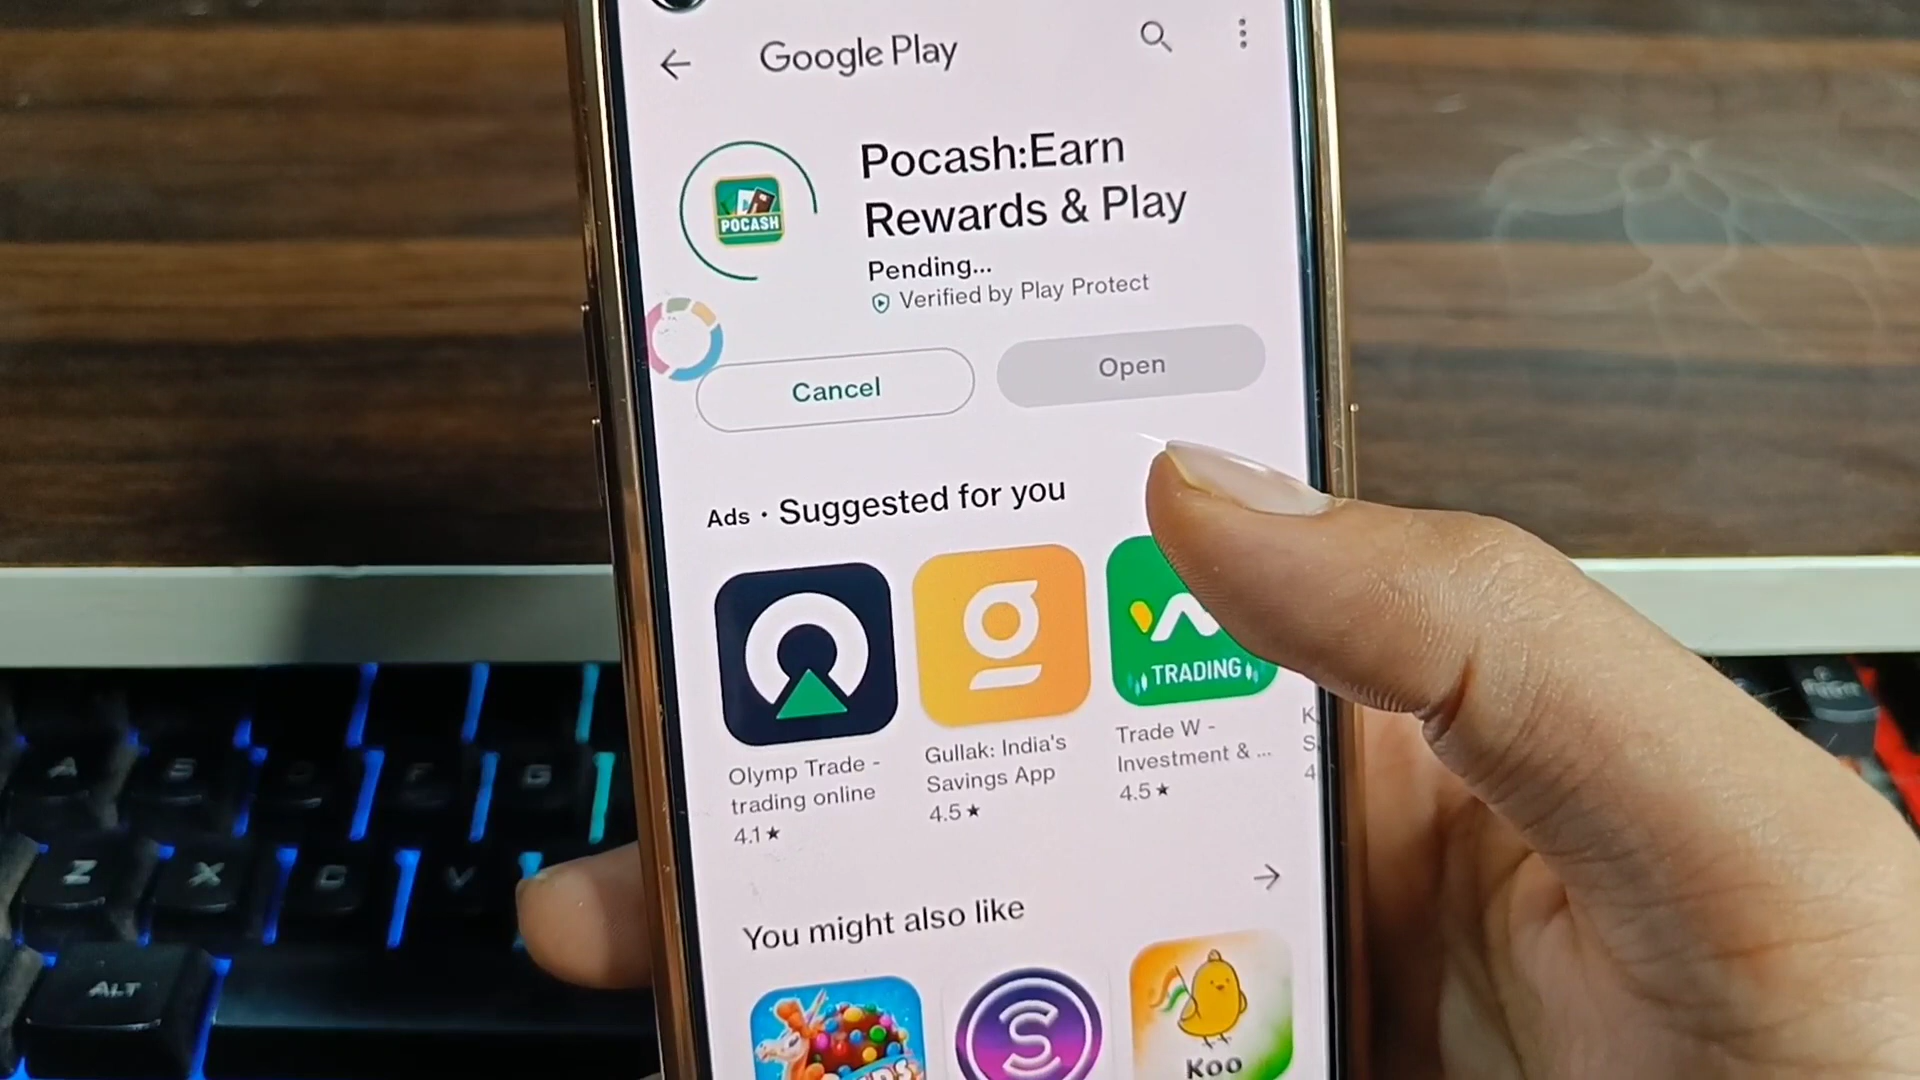 Google Play
Pocash:Earn
Rewards & Play
POCASH
Pending...
Verified by Play Protect
Cancel
Open
Ads · Suggested for you
TRADING
Olymp Trade -
trading online
4.1★
Gullak: India's
Savings App
4.5★
Trade W -
Investment & ...
4.5★
K
S
4
You might also like
Koo
A
S
D
F
G
Z
X
C
V
ALT